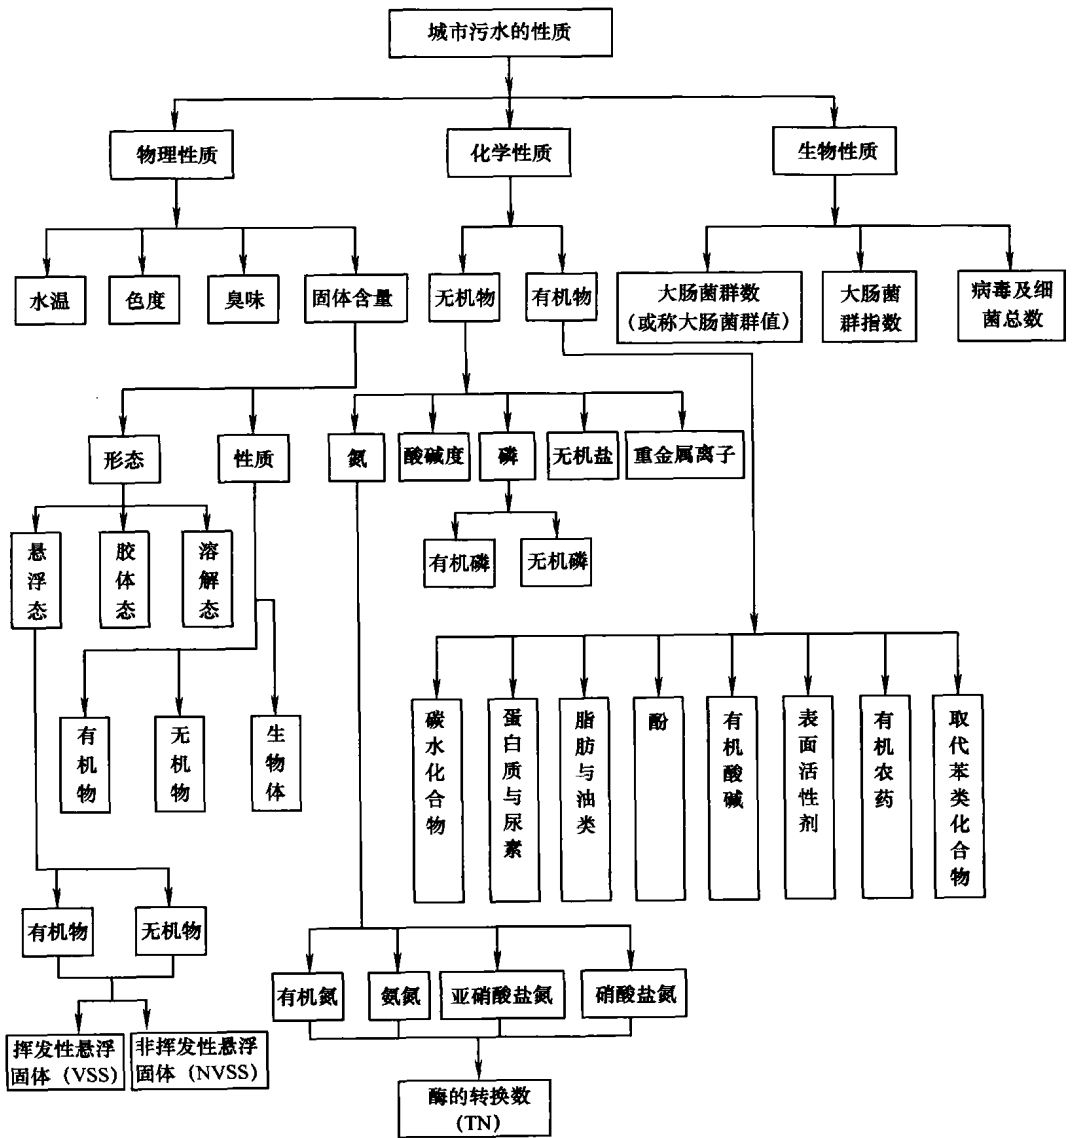 城市污水的性质
物理性质
化学性质
生物性质
水温
色度
臭味
固体含量
无机物
有机物
大肠菌群数
（或称大肠菌群值）
大肠菌
群指数
病毒及细
菌总数
形态
性质
氮
酸碱度
磷
无机盐
重金属离子
悬浮态
胶体态
溶解态
有机磷
无机磷
有机物
无机物
生物体
碳水化合物
蛋白质与尿素
脂肪与油类
酚
有机酸碱
表面活性剂
有机农药
取代苯类化合物
有机物
无机物
有机氮
氨氮
亚硝酸盐氮
硝酸盐氮
挥发性悬浮
固体（VSS）
非挥发性悬浮
固体（NVSS）
酶的转换数
（TN）